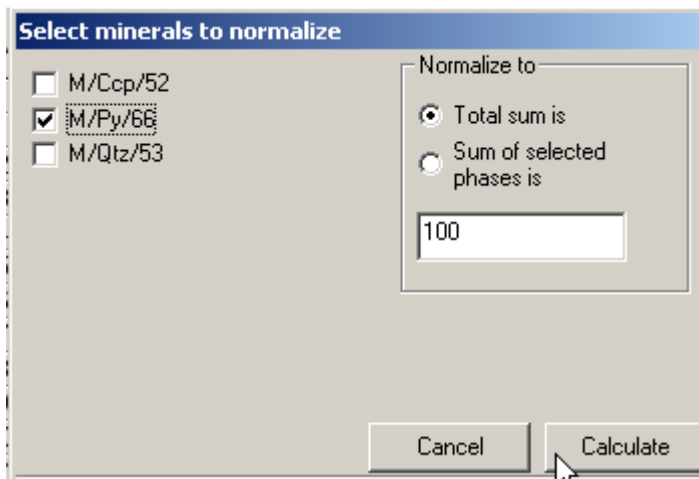 Select minerals to normalize
M/Ccp/52
M/Py/66
M/Qtz/53
Normalize to
Total sum is
Sum of selected
phases is
100
Cancel
Calculate